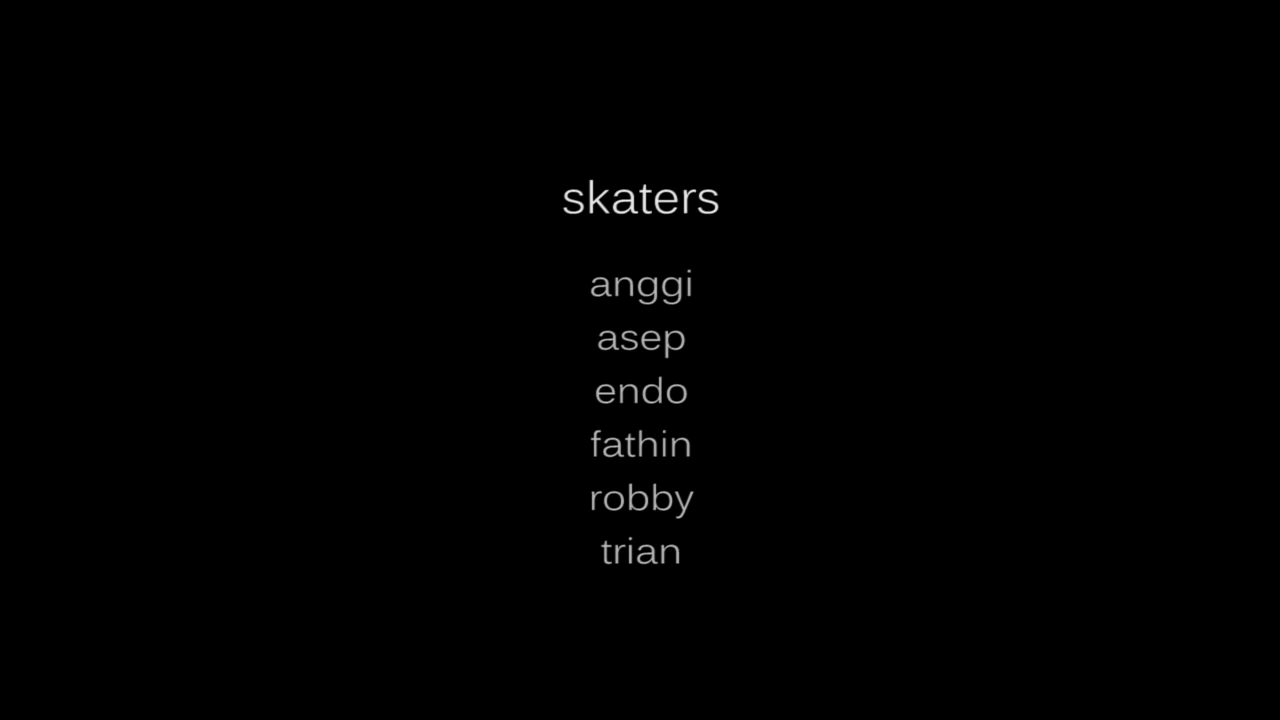 skaters
anggi
asep
endo
fathin
robby
trian